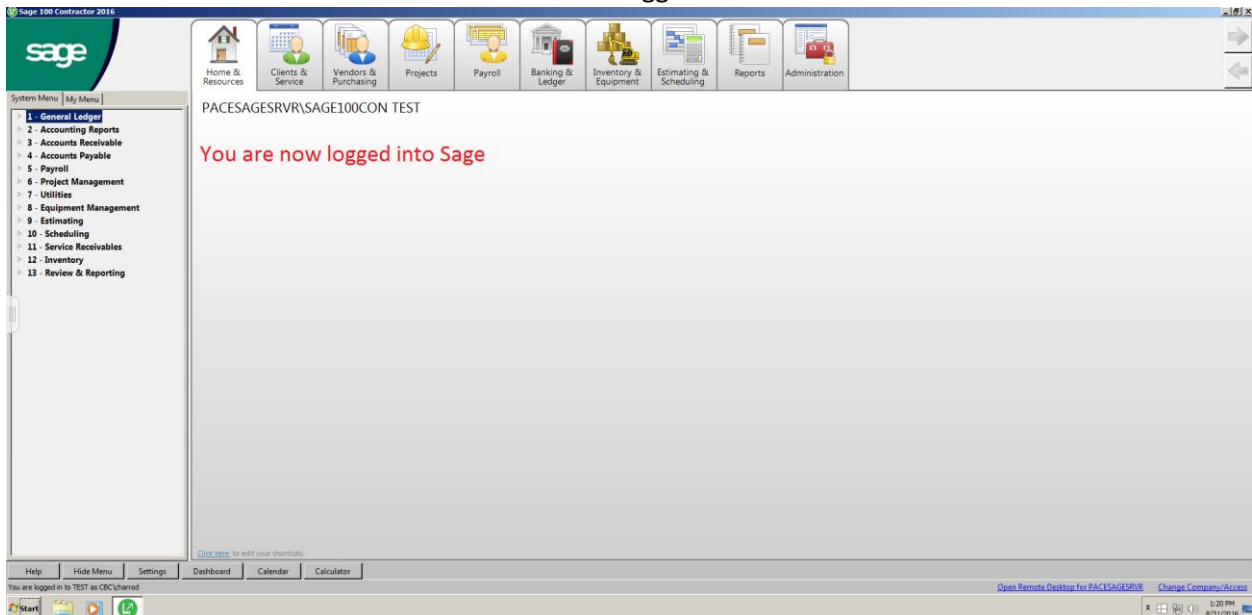 Sage 100 Contractor 2016
sage
Home & Resources
Clients & Service
Vendors & Purchasing
Projects
Payroll
Banking & Ledger
Inventory & Equipment
Estimating & Scheduling
Reports
Administration
System Menu My Menu
PACESAGESRVR\SAGE100CON TEST
You are now logged into Sage
1 - General Ledger
2 - Accounting Reports
3 - Accounts Receivable
4 - Accounts Payable
5 - Payroll
6 - Project Management
7 - Utilities
8 - Equipment Management
9 - Estimating
10 - Scheduling
11 - Service Receivables
12 - Inventory
13 - Review & Reporting
Click here to edit your shortcuts.
Help Hide Menu Settings Dashboard Calendar Calculator
You are logged in to TEST as CBC\charrod
Open Remote Desktop for PACESAGESRVR Change Company/Access
Start
1:20 PM
8/31/2016